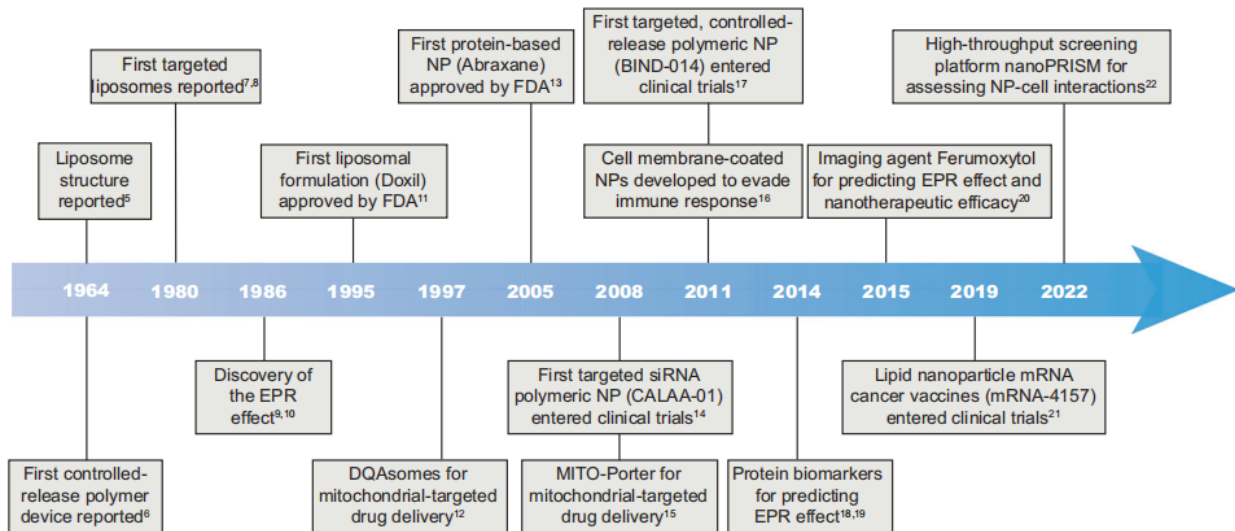 First targeted
liposomes reported7,8
First protein-based
NP (Abraxane)
approved by FDA13
First targeted, controlled-
release polymeric NP
(BIND-014) entered
clinical trials17
High-throughput screening
platform nanoPRISM for
assessing NP-cell interactions22
Liposome
structure
reported5
First liposomal
formulation (Doxil)
approved by FDA11
Cell membrane-coated
NPs developed to evade
immune response16
Imaging agent Ferumoxytol
for predicting EPR effect and
nanotherapeutic efficacy20
1964 1980 1986 1995 1997 2005 2008 2011 2014 2015 2019 2022
Discovery of
the EPR
effect9,10
First targeted siRNA
polymeric NP (CALAA-01)
entered clinical trials14
Lipid nanoparticle mRNA
cancer vaccines (mRNA-4157)
entered clinical trials21
First controlled-
release polymer
device reported6
DQAsomes for
mitochondrial-targeted
drug delivery12
MITO-Porter for
mitochondrial-targeted
drug delivery15
Protein biomarkers
for predicting
EPR effect18,19